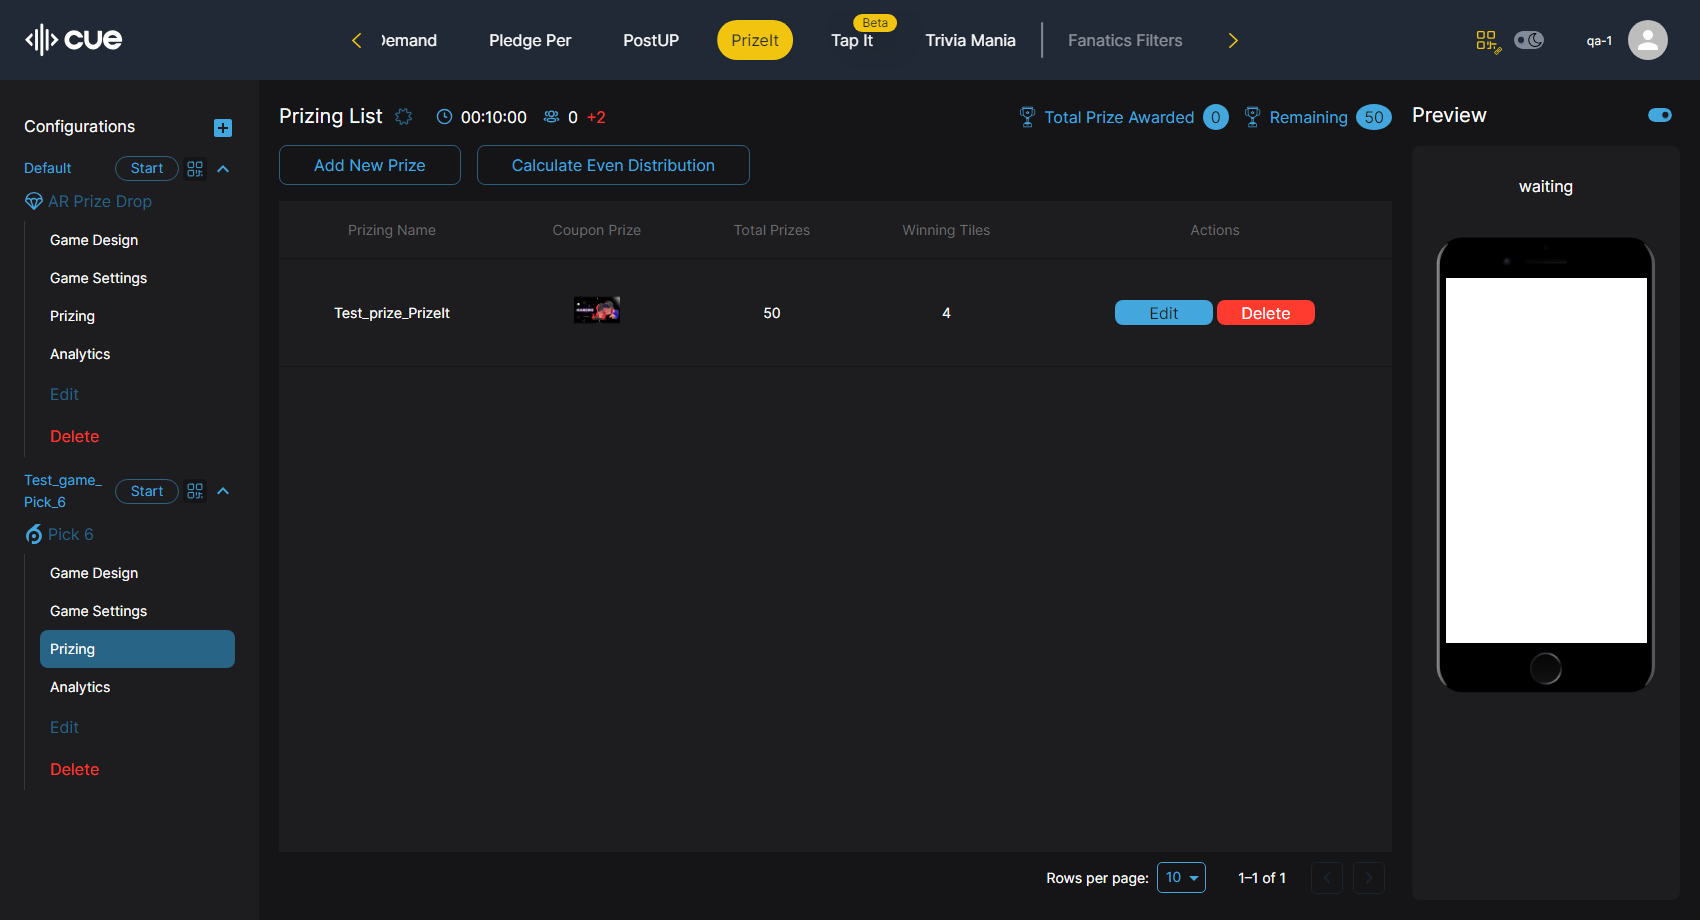 cue
Demand
Pledge Per
PostUP
PrizeIt
Beta
Tap It
Trivia Mania
Fanatics Filters
qa-1
Configurations
Default
Start
AR Prize Drop
Game Design
Game Settings
Prizing
Analytics
Edit
Delete
Test_game_
Pick_6
Start
Pick 6
Game Design
Game Settings
Prizing
Analytics
Edit
Delete
Prizing List
00:10:00
0 +2
Total Prize Awarded 0
Remaining 50
Add New Prize
Calculate Even Distribution
Prizing Name Coupon Prize Total Prizes Winning Tiles Actions
Test_prize_PrizeIt 50 4 Edit Delete
Rows per page: 10 1–1 of 1
Preview
waiting